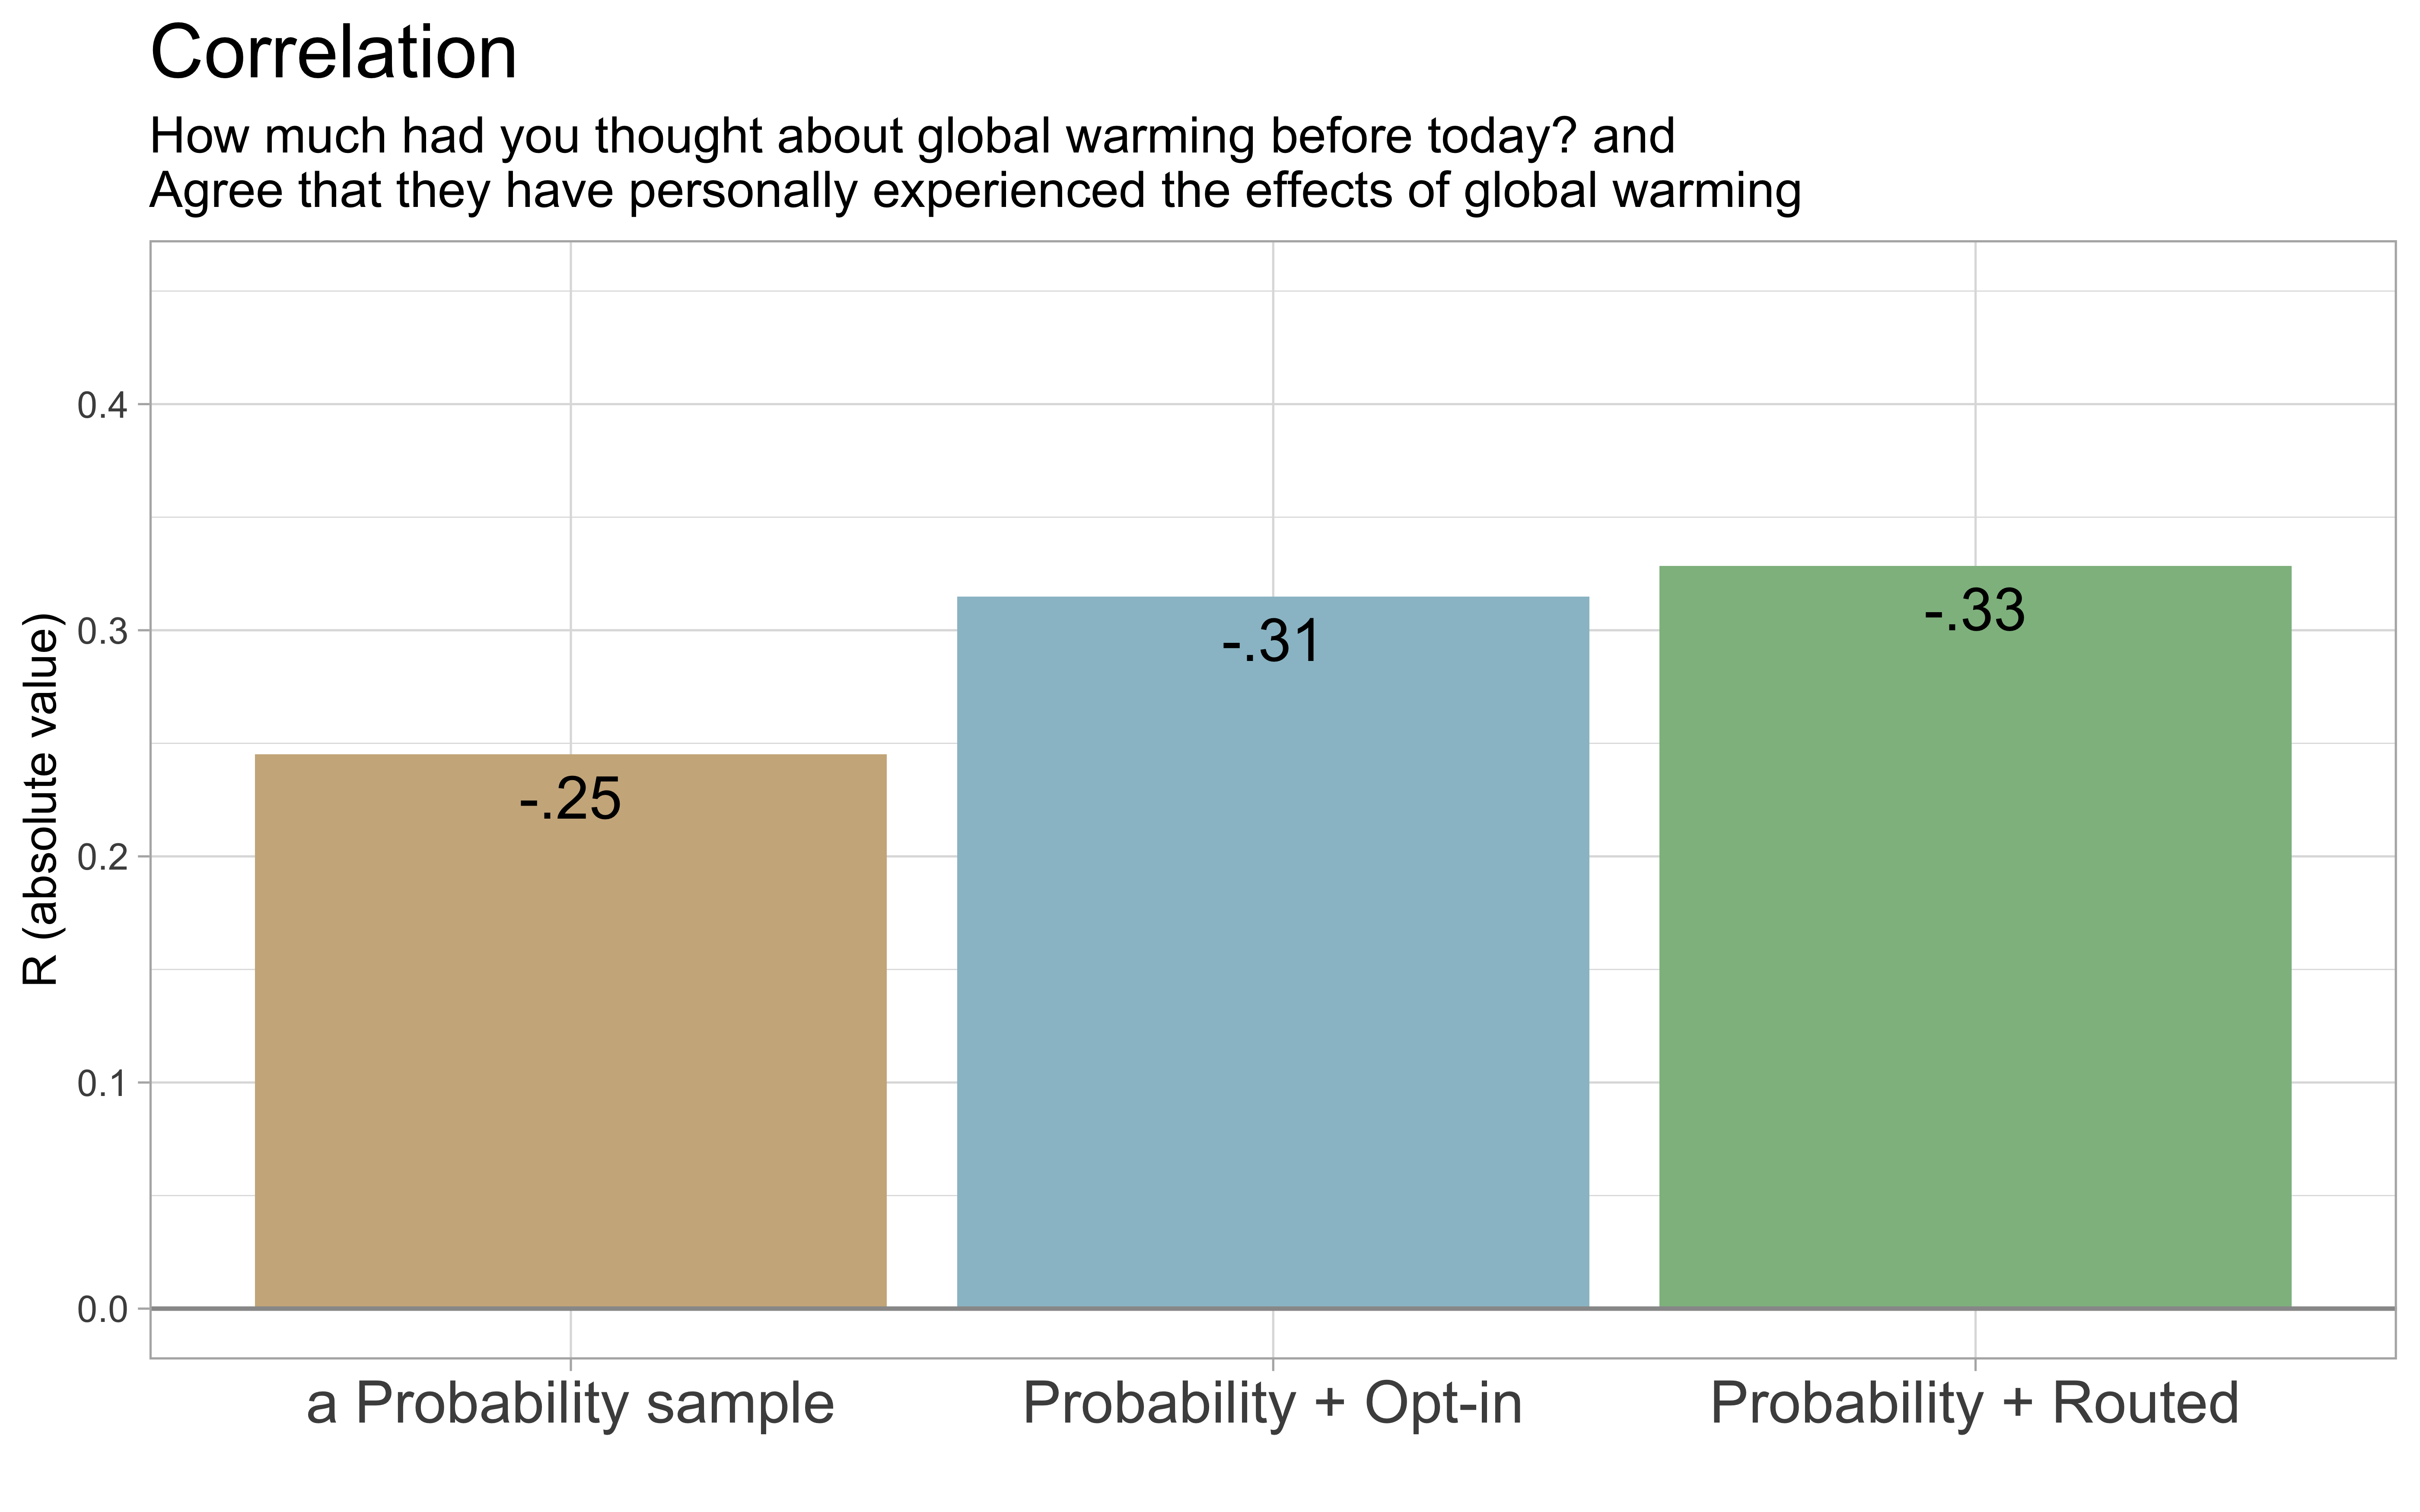 Correlation
How much had you thought about global warming before today? and
Agree that they have personally experienced the effects of global warming
R (absolute value)
0.4
0.3
0.2
0.1
0.0
-.25
-.31
-.33
a Probability sample
Probability + Opt-in
Probability + Routed